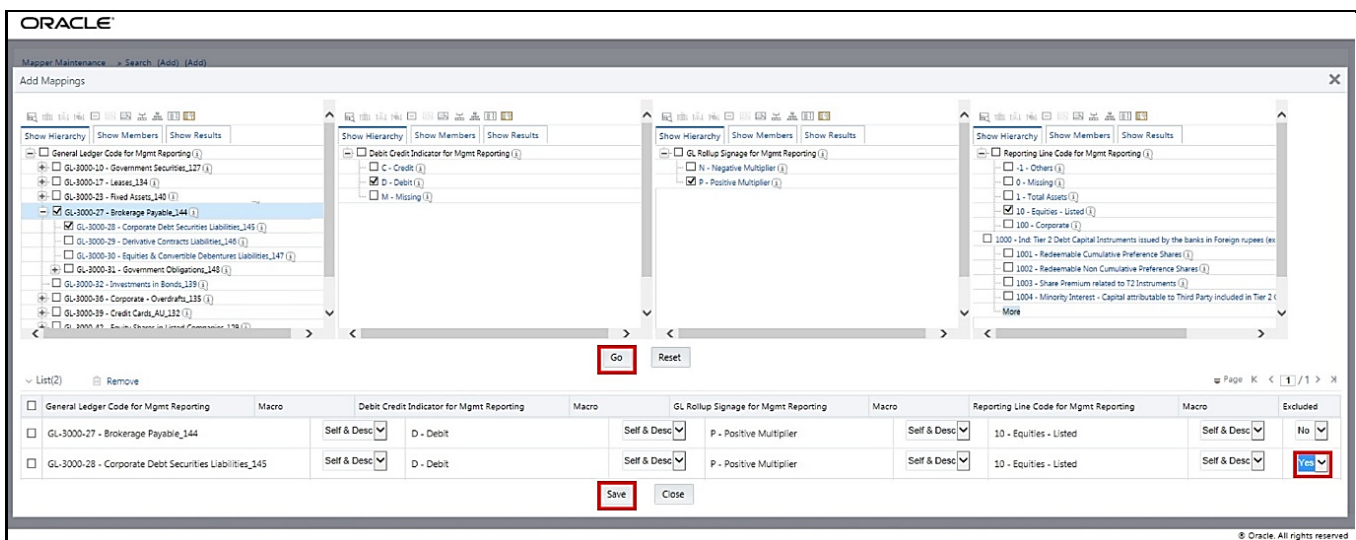 ORACLE
Mapper Maintenance > Search (Add) (Add)
Add Mappings
Show Hierarchy Show Members Show Results
General Ledger Code for Mgmt Reporting
GL-3000-10 - Government Securities_127
GL-3000-17 - Leases_134
GL-3000-23 - Fixed Assets_140
GL-3000-27 - Brokerage Payable_144
GL-3000-28 - Corporate Debt Securities Liabilities_145
GL-3000-29 - Derivative Contracts Liabilities_146
GL-3000-30 - Equities & Convertible Debentures Liabilities_147
GL-3000-31 - Government Obligations_148
GL-3000-32 - Investments in Bonds_139
GL-3000-36 - Corporate - Overdrafts_135
GL-3000-39 - Credit Cards_AU_132
GL-3000-42 - Equity Shares in Listed Companies_129
Show Hierarchy Show Members Show Results
Debit Credit Indicator for Mgmt Reporting
C - Credit
D - Debit
M - Missing
Show Hierarchy Show Members Show Results
GL Rollup Signage for Mgmt Reporting
N - Negative Multiplier
P - Positive Multiplier
Show Hierarchy Show Members Show Results
Reporting Line Code for Mgmt Reporting
-1 - Others
0 - Missing
1 - Total Assets
10 - Equities - Listed
100 - Corporate
1000 - Ind: Tier 2 Debt Capital Instruments issued by the banks in Foreign rupees (ex
1001 - Redeemable Cumulative Preference Shares
1002 - Redeemable Non Cumulative Preference Shares
1003 - Share Premium related to T2 Instruments
1004 - Minority Interest - Capital attributable to Third Party included in Tier 2
More
Go Reset
List(2) Remove Page 1 / 1
General Ledger Code for Mgmt Reporting Macro Debit Credit Indicator for Mgmt Reporting Macro GL Rollup Signage for Mgmt Reporting Macro Reporting Line Code for Mgmt Reporting Macro Excluded
GL-3000-27 - Brokerage Payable_144 Self & Desc D - Debit Self & Desc P - Positive Multiplier Self & Desc 10 - Equities - Listed Self & Desc No
GL-3000-28 - Corporate Debt Securities Liabilities_145 Self & Desc D - Debit Self & Desc P - Positive Multiplier Self & Desc 10 - Equities - Listed Self & Desc Yes
Save Close
© Oracle. All rights reserved